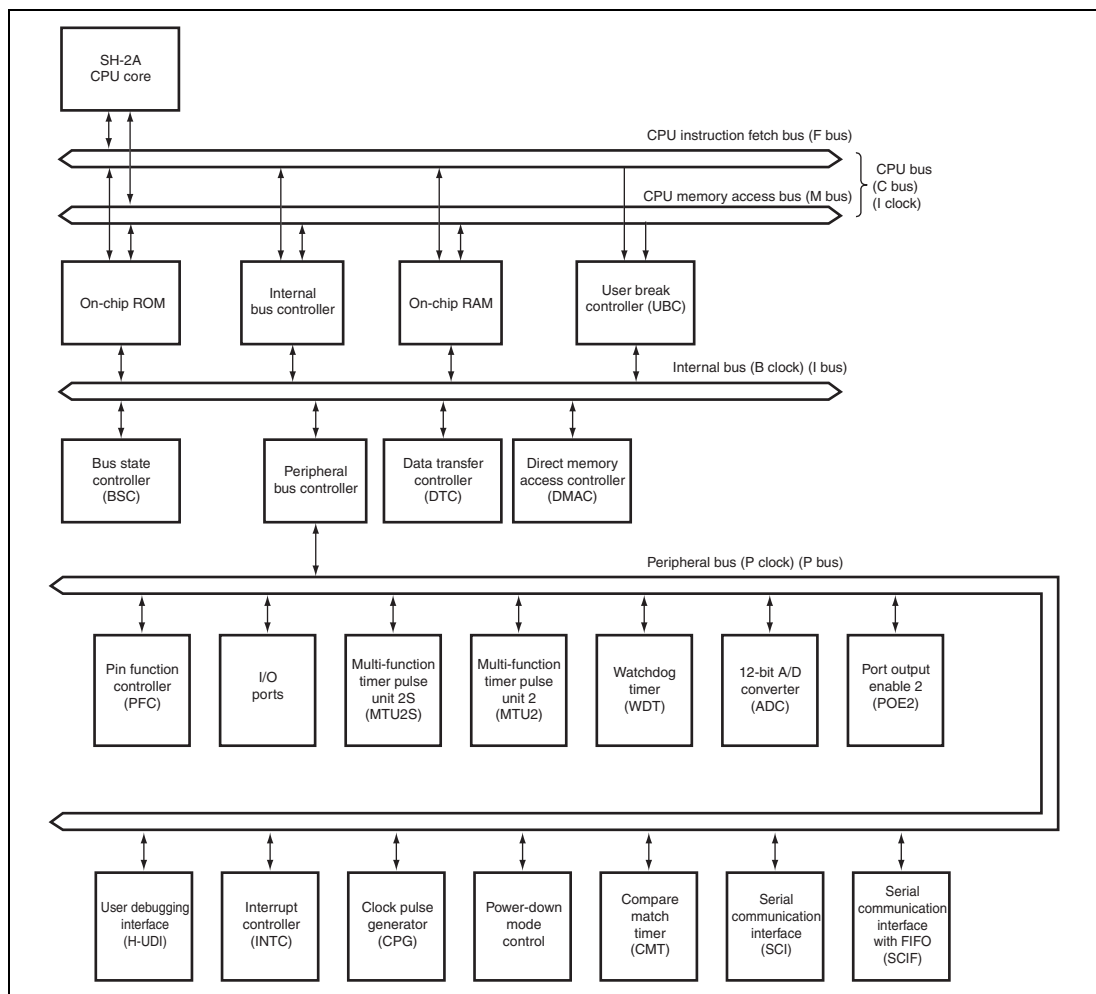 SH-2A
CPU core
CPU instruction fetch bus (F bus)
CPU bus
(C bus)
(I clock)
CPU memory access bus (M bus)
On-chip ROM
Internal
bus controller
On-chip RAM
User break
controller (UBC)
Internal bus (B clock) (I bus)
Bus state
controller
(BSC)
Peripheral
bus controller
Data transfer
controller
(DTC)
Direct memory
access controller
(DMAC)
Peripheral bus (P clock) (P bus)
Pin function
controller
(PFC)
I/O
ports
Multi-function
timer pulse
unit 2S
(MTU2S)
Multi-function
timer pulse
unit 2
(MTU2)
Watchdog
timer
(WDT)
12-bit A/D
converter
(ADC)
Port output
enable 2
(POE2)
User debugging
interface
(H-UDI)
Interrupt
controller
(INTC)
Clock pulse
generator
(CPG)
Power-down
mode
control
Compare
match
timer
(CMT)
Serial
communication
interface
(SCI)
Serial
communication
interface
with FIFO
(SCIF)